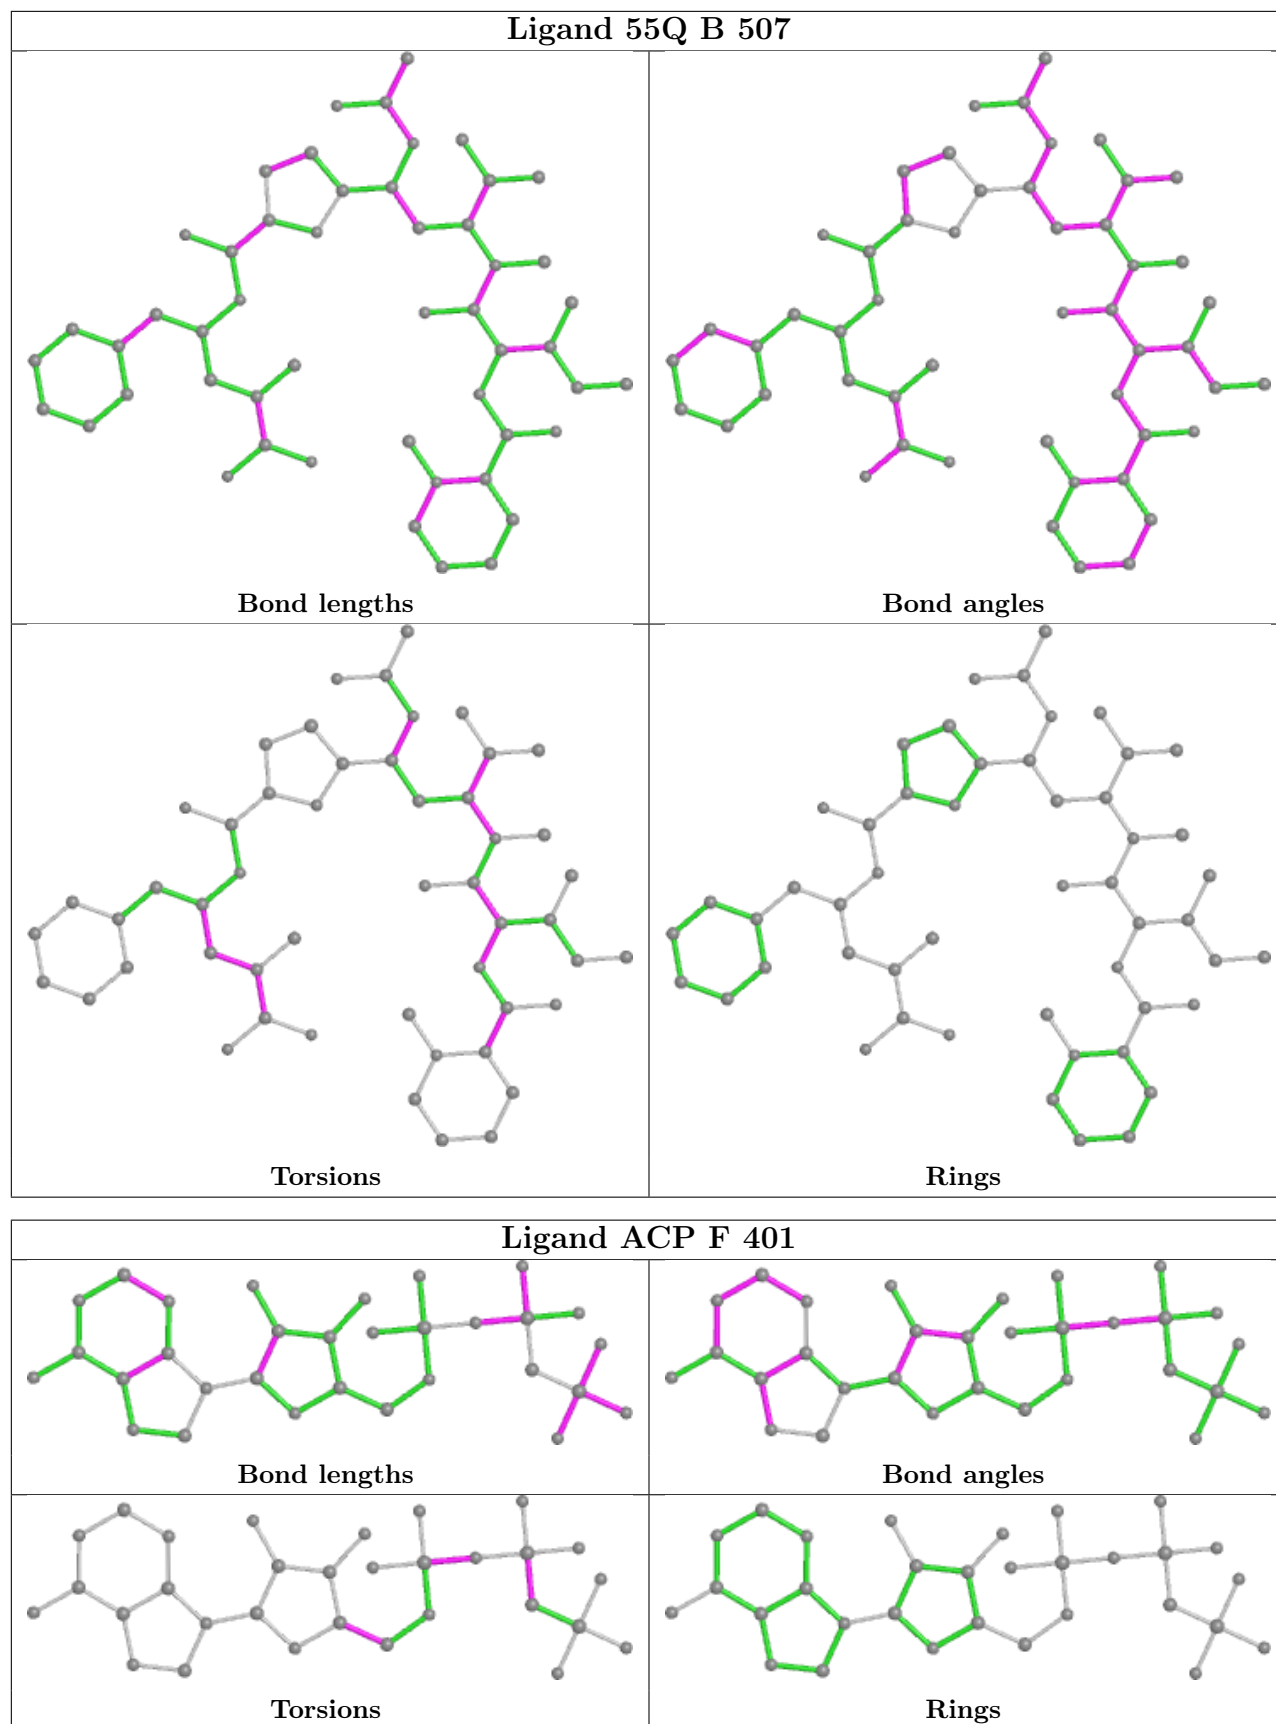 Ligand 55Q B 507
Bond lengths
Bond angles
Torsions
Rings
Ligand ACP F 401
Bond lengths
Bond angles
Torsions
Rings